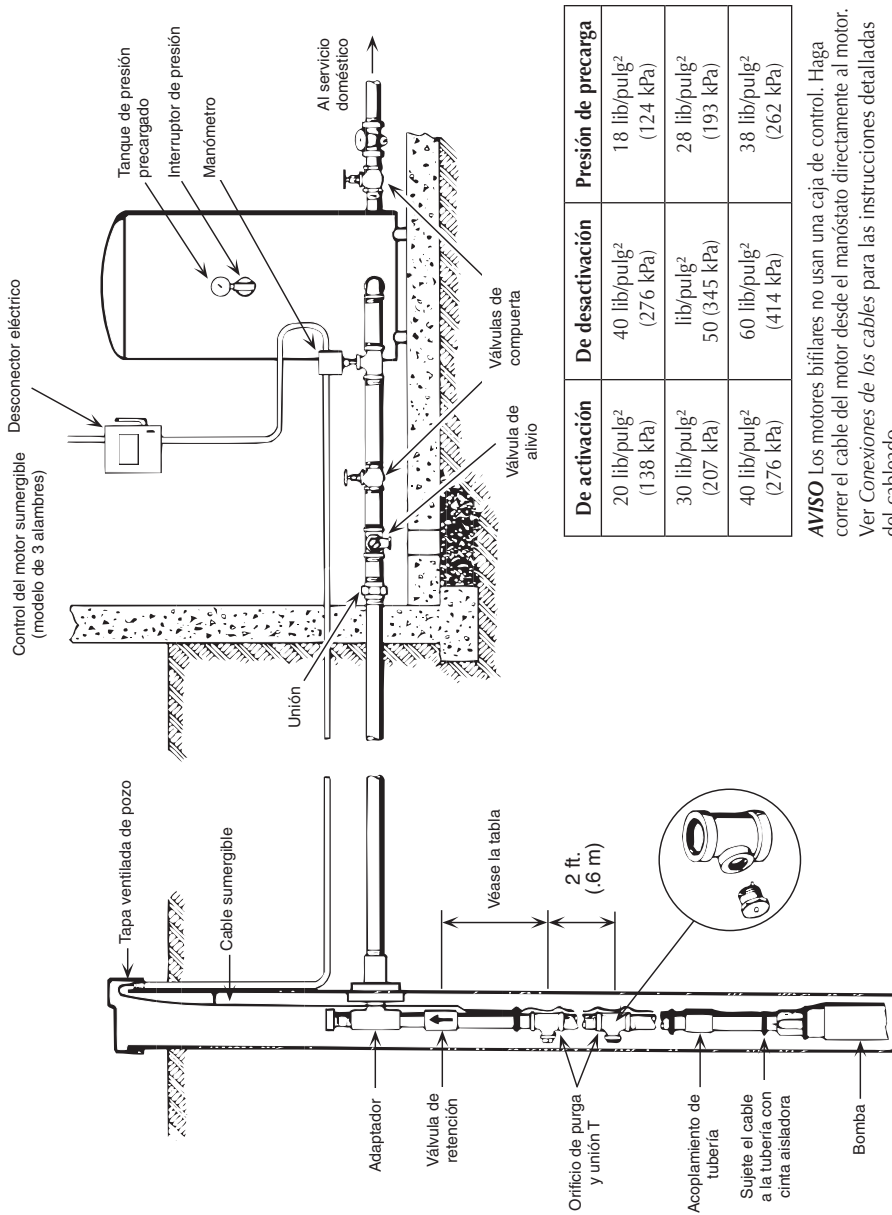 Control del motor sumergible
(modelo de 3 alambres)
Desconector eléctrico
Tanque de presión
precargado
Interruptor de presión
Manómetro
Al servicio
doméstico
Tapa ventilada de pozo
Cable sumergible
Unión
Válvula de
alivio
Válvulas de
compuerta
Adaptador
Válvula de
retención
Véase la tabla
2 ft.
(.6 m)
Orificio de purga
y unión T
Acoplamiento de
tubería
Sujete el cable
a la tubería con
cinta aisladora
Bomba
De activación De desactivación Presión de precarga
20 lib/pulg² 40 lib/pulg² 18 lib/pulg²
(138 kPa) (276 kPa) (124 kPa)
30 lib/pulg² lib/pulg² 28 lib/pulg²
(207 kPa) 50 (345 kPa) (193 kPa)
40 lib/pulg² 60 lib/pulg² 38 lib/pulg²
(276 kPa) (414 kPa) (262 kPa)
AVISO Los motores bifilares no usan una caja de control. Haga
correr el cable del motor desde el manóstato directamente al motor.
Ver Conexiones de los cables para las instrucciones detalladas
del cableado